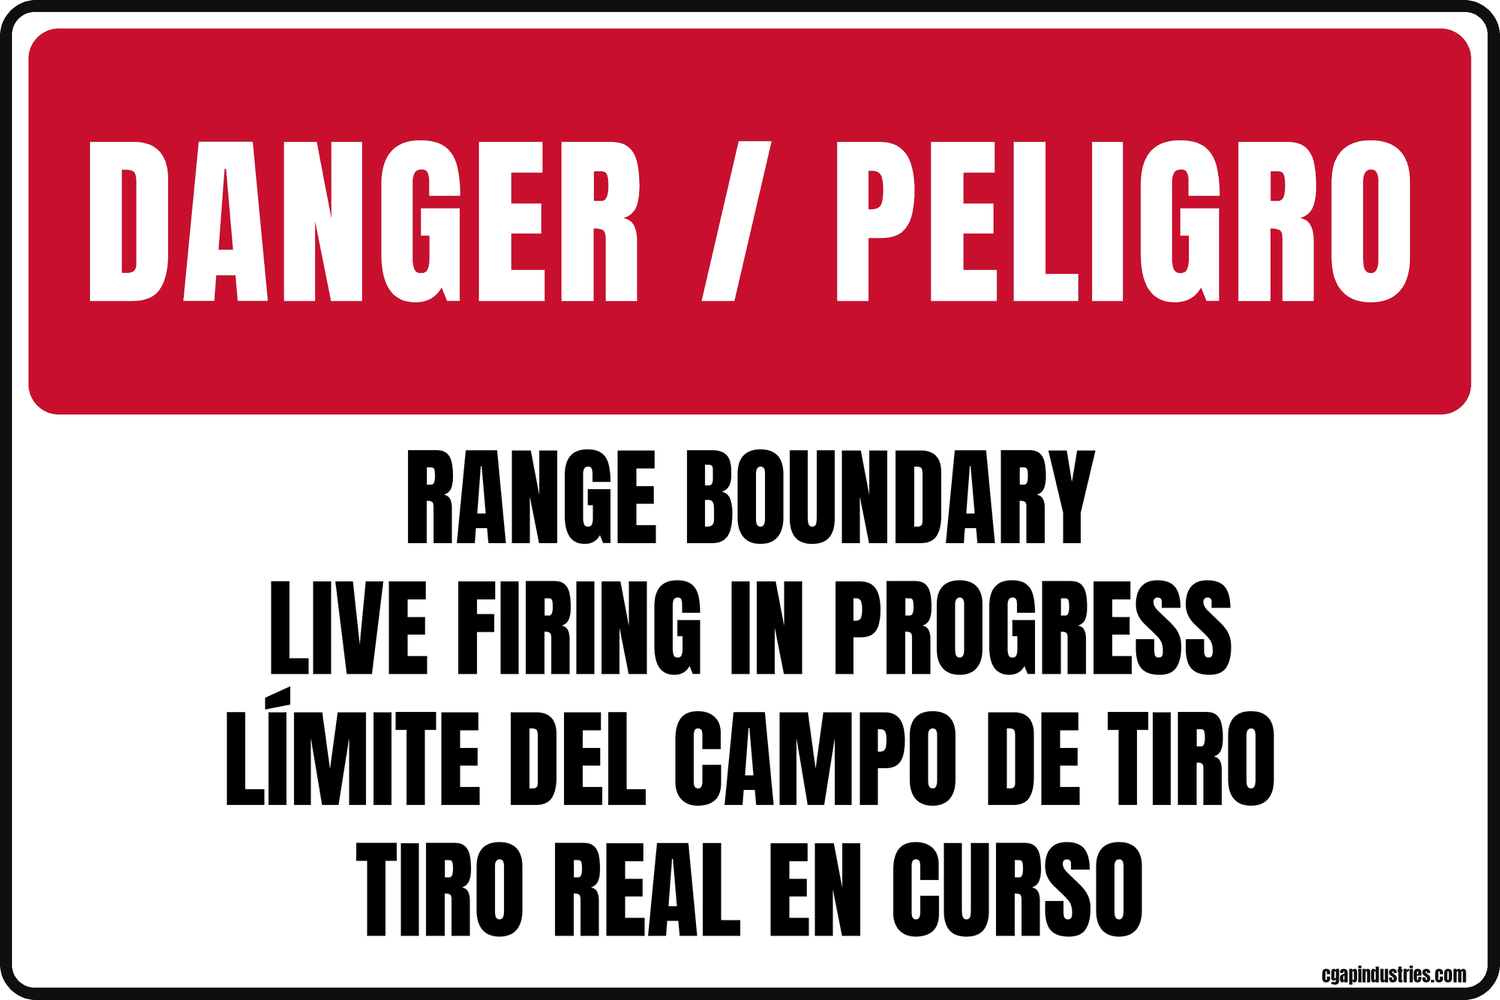 DANGER / PELIGRO
RANGE BOUNDARY
LIVE FIRING IN PROGRESS
LÍMITE DEL CAMPO DE TIRO
TIRO REAL EN CURSO
cgapindustries.com